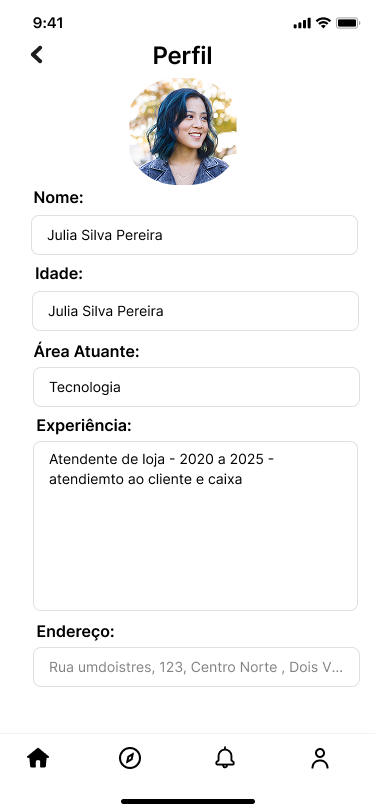 9:41
Perfil
Nome:
Julia Silva Pereira
Idade:
Julia Silva Pereira
Área Atuante:
Tecnologia
Experiência:
Atendente de loja - 2020 a 2025 -
atendiemto ao cliente e caixa
Endereço:
Rua umdoistres, 123, Centro Norte , Dois V...